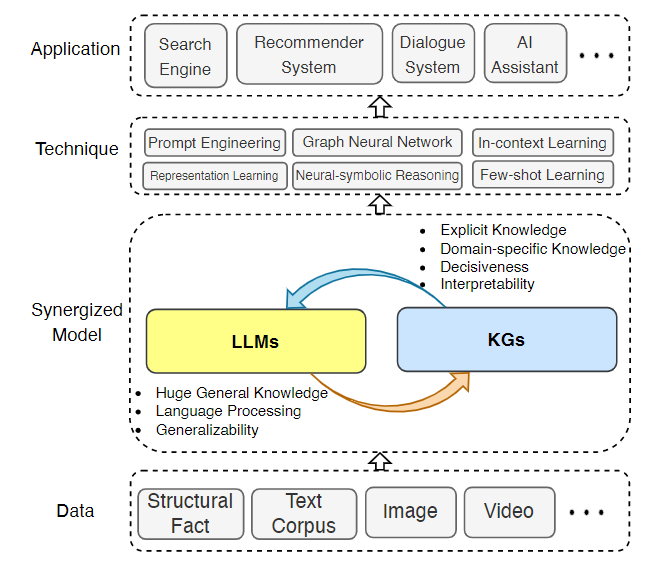 Application
Search
Engine
Recommender
System
Dialogue
System
AI
Assistant
Technique
Prompt Engineering
Graph Neural Network
In-context Learning
Representation Learning
Neural-symbolic Reasoning
Few-shot Learning
Synergized
Model
• Explicit Knowledge
• Domain-specific Knowledge
• Decisiveness
• Interpretability
LLMs
KGs
• Huge General Knowledge
• Language Processing
• Generalizability
Data
Structural
Fact
Text
Corpus
Image
Video